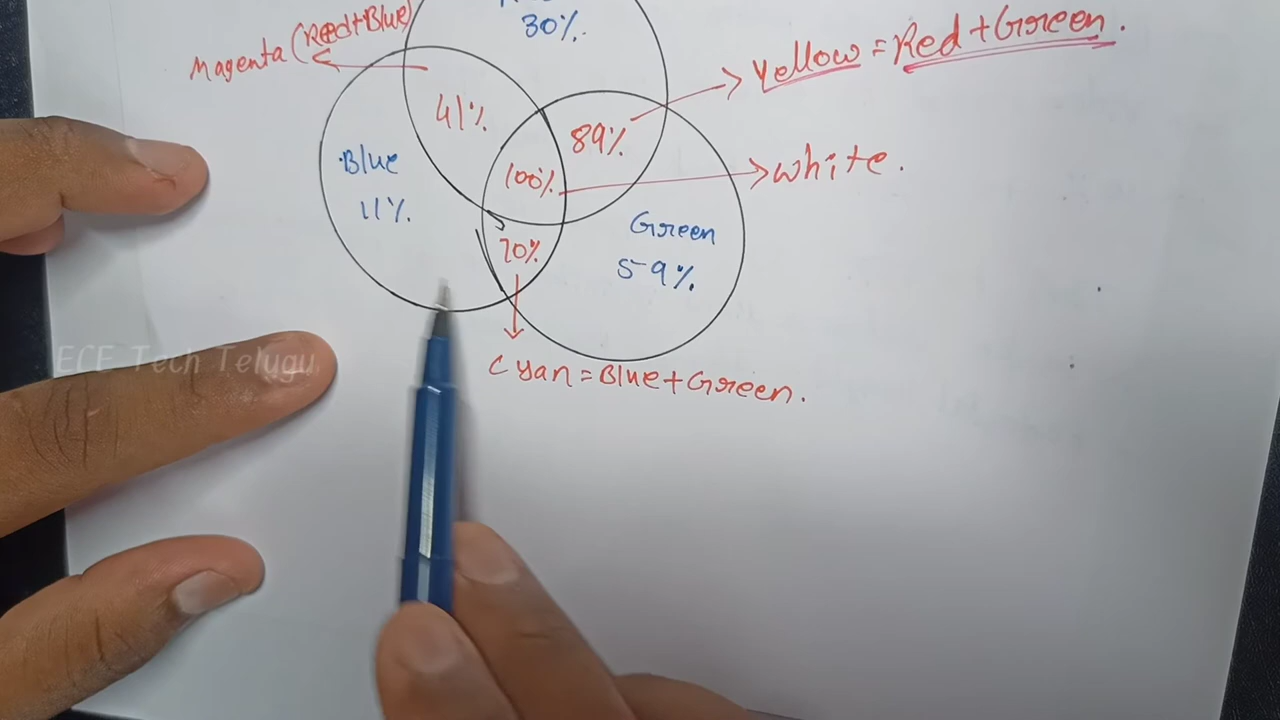 30%.
Magenta (Red+Blue)
Yellow = Red+Green.
41%
89%
Blue
11%.
100%
white.
Green
59%.
70%
Cyan = Blue+Green.
ECE Tech Telugu